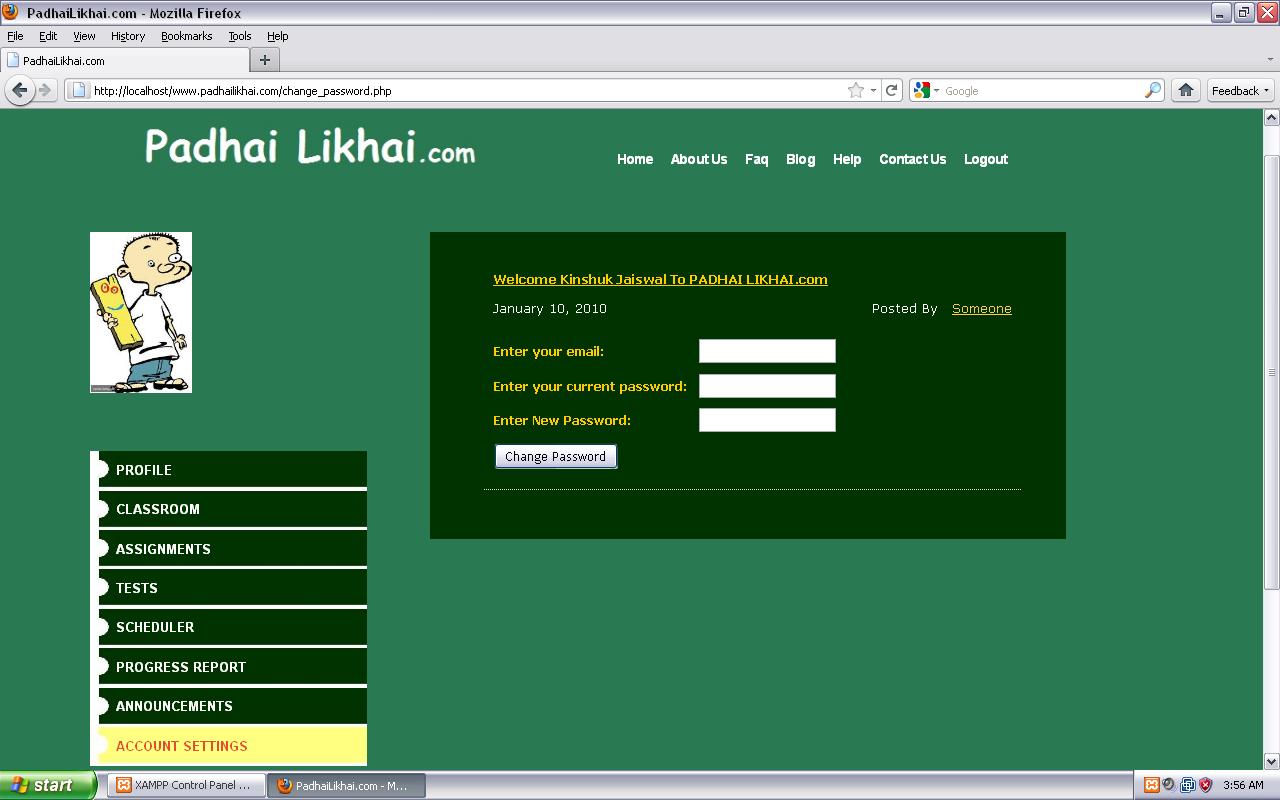 PadhaiLikhai.com - Mozilla Firefox
File Edit View History Bookmarks Tools Help
PadhaiLikhai.com
http://localhost/www.padhailikhai.com/change_password.php
Google
Feedback
Padhai Likhai.com
Home About Us Faq Blog Help Contact Us Logout
Welcome Kinshuk Jaiswal To PADHAI LIKHAI.com
January 10, 2010 Posted By Someone
Enter your email:
Enter your current password:
Enter New Password:
Change Password
PROFILE
CLASSROOM
ASSIGNMENTS
TESTS
SCHEDULER
PROGRESS REPORT
ANNOUNCEMENTS
ACCOUNT SETTINGS
start XAMPP Control Panel ... PadhaiLikhai.com - M... 3:56 AM